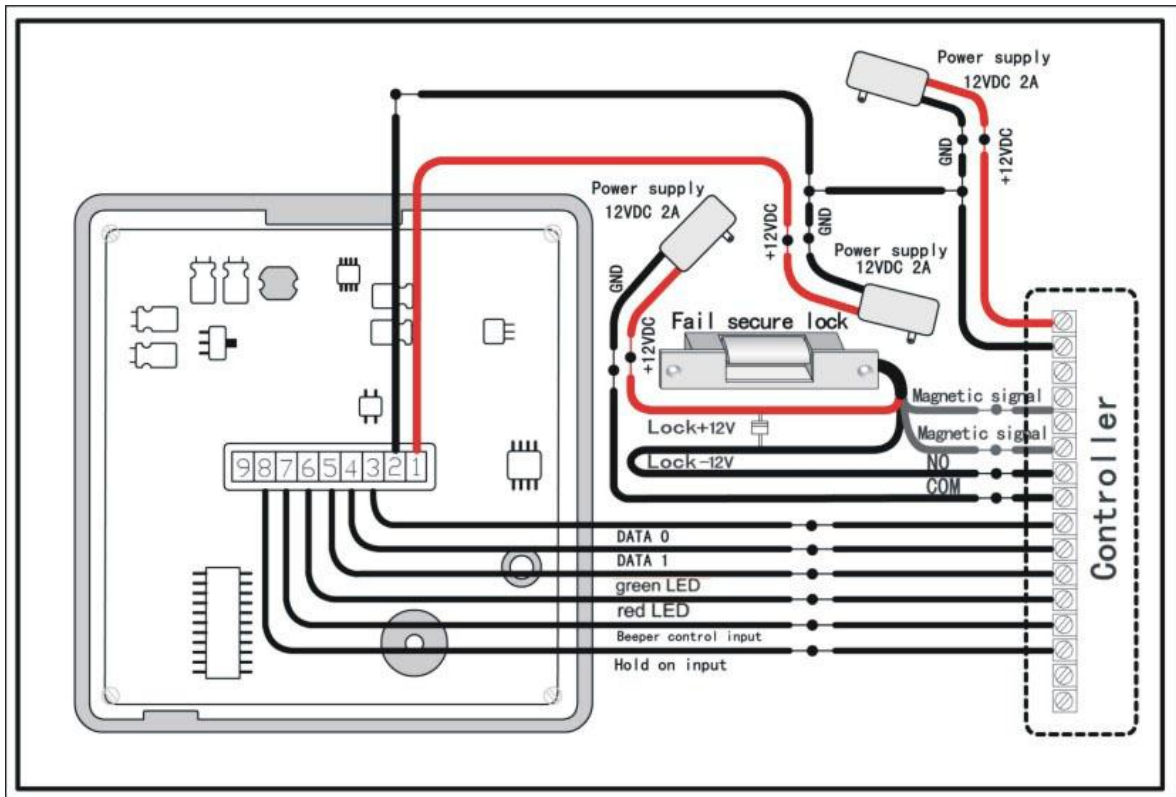 Power supply
12VDC 2A
GND
+12VDC
Power supply
12VDC 2A
GND
+12VDC
+12VDC
GND
Power supply
12VDC 2A
Fail secure lock
Magnetic signal
Lock+12V
Magnetic signal
Lock-12V
NO
COM
9 8 7 6 5 4 3 2 1
DATA 0
DATA 1
green LED
red LED
Beeper control input
Hold on input
Controller